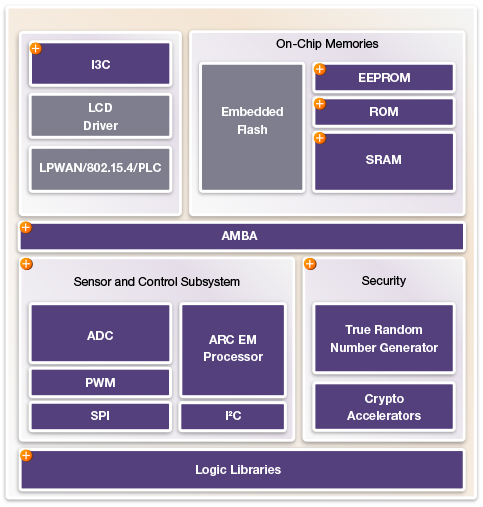 I3C
LCD
Driver
LPWAN/802.15.4/PLC
On-Chip Memories
Embedded
Flash
EEPROM
ROM
SRAM
AMBA
Sensor and Control Subsystem
ADC
PWM
SPI
ARC EM
Processor
I²C
Security
True Random
Number Generator
Crypto
Accelerators
Logic Libraries